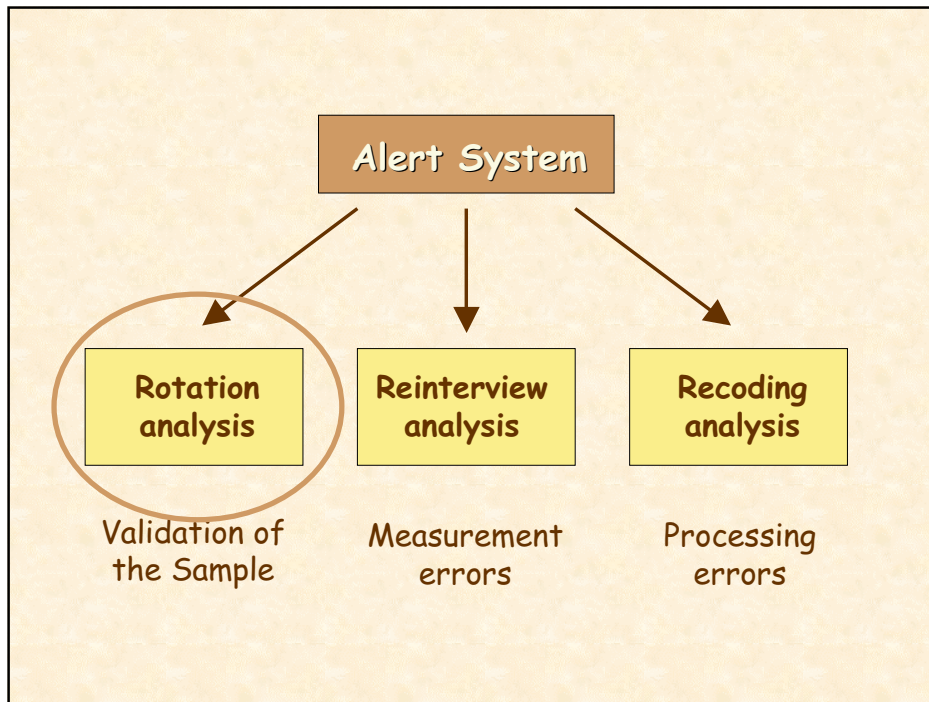 Alert System
Rotation
analysis
Reinterview
analysis
Recoding
analysis
Validation of
the Sample
Measurement
errors
Processing
errors